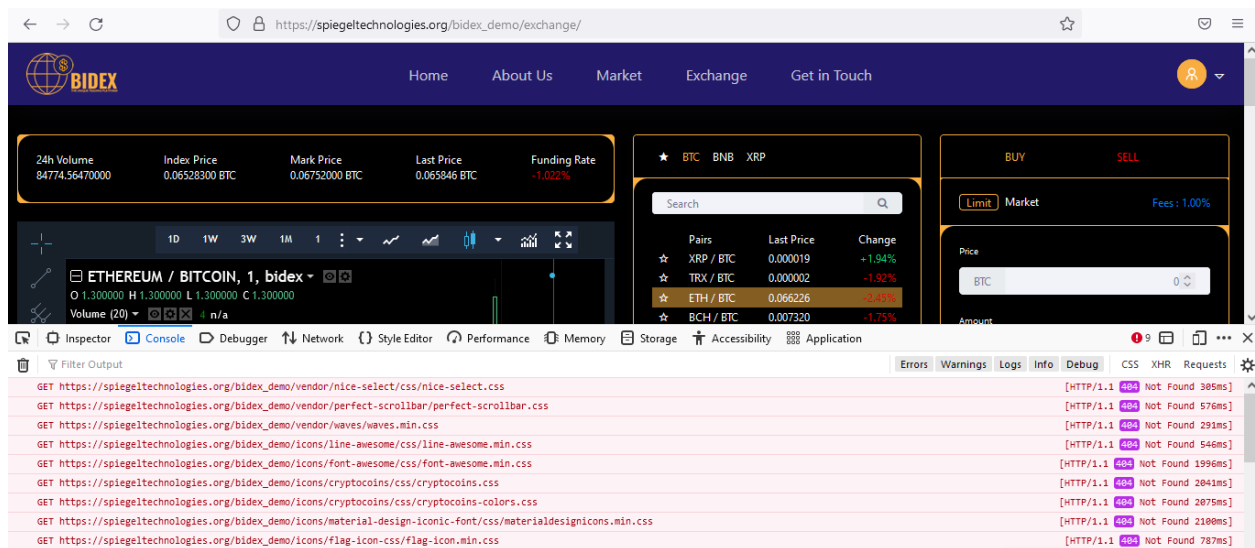 https://spiegeltechnologies.org/bidex_demo/exchange/
BIDEX
Home About Us Market Exchange Get in Touch
24h Volume Index Price Mark Price Last Price Funding Rate
84774.56470000 0.06528300 BTC 0.06752000 BTC 0.065846 BTC -1.022%
BTC BNB XRP
Search
Pairs Last Price Change
XRP / BTC 0.000019 +1.94%
TRX / BTC 0.000002 -1.92%
ETH / BTC 0.066226 -2.45%
BCH / BTC 0.007320 -1.75%
BUY SELL
Limit Market Fees : 1.00%
Price
BTC 0
Amount
1D 1W 3W 1M 1
ETHEREUM / BITCOIN, 1, bidex
O 1.300000 H 1.300000 L 1.300000 C 1.300000
Volume (20) 4 n/a
Inspector Console Debugger Network Style Editor Performance Memory Storage Accessibility Application 9
Filter Output Errors Warnings Logs Info Debug CSS XHR Requests
GET https://spiegeltechnologies.org/bidex_demo/vendor/nice-select/css/nice-select.css [HTTP/1.1 404 Not Found 305ms]
GET https://spiegeltechnologies.org/bidex_demo/vendor/perfect-scrollbar/perfect-scrollbar.css [HTTP/1.1 404 Not Found 576ms]
GET https://spiegeltechnologies.org/bidex_demo/vendor/waves/waves.min.css [HTTP/1.1 404 Not Found 291ms]
GET https://spiegeltechnologies.org/bidex_demo/icons/line-awesome/css/line-awesome.min.css [HTTP/1.1 404 Not Found 546ms]
GET https://spiegeltechnologies.org/bidex_demo/icons/font-awesome/css/font-awesome.min.css [HTTP/1.1 404 Not Found 1996ms]
GET https://spiegeltechnologies.org/bidex_demo/icons/cryptocoins/css/cryptocoins.css [HTTP/1.1 404 Not Found 2041ms]
GET https://spiegeltechnologies.org/bidex_demo/icons/cryptocoins/css/cryptocoins-colors.css [HTTP/1.1 404 Not Found 2075ms]
GET https://spiegeltechnologies.org/bidex_demo/icons/material-design-iconic-font/css/materialdesignicons.min.css [HTTP/1.1 404 Not Found 2100ms]
GET https://spiegeltechnologies.org/bidex_demo/icons/flag-icon-css/flag-icon.min.css [HTTP/1.1 404 Not Found 787ms]